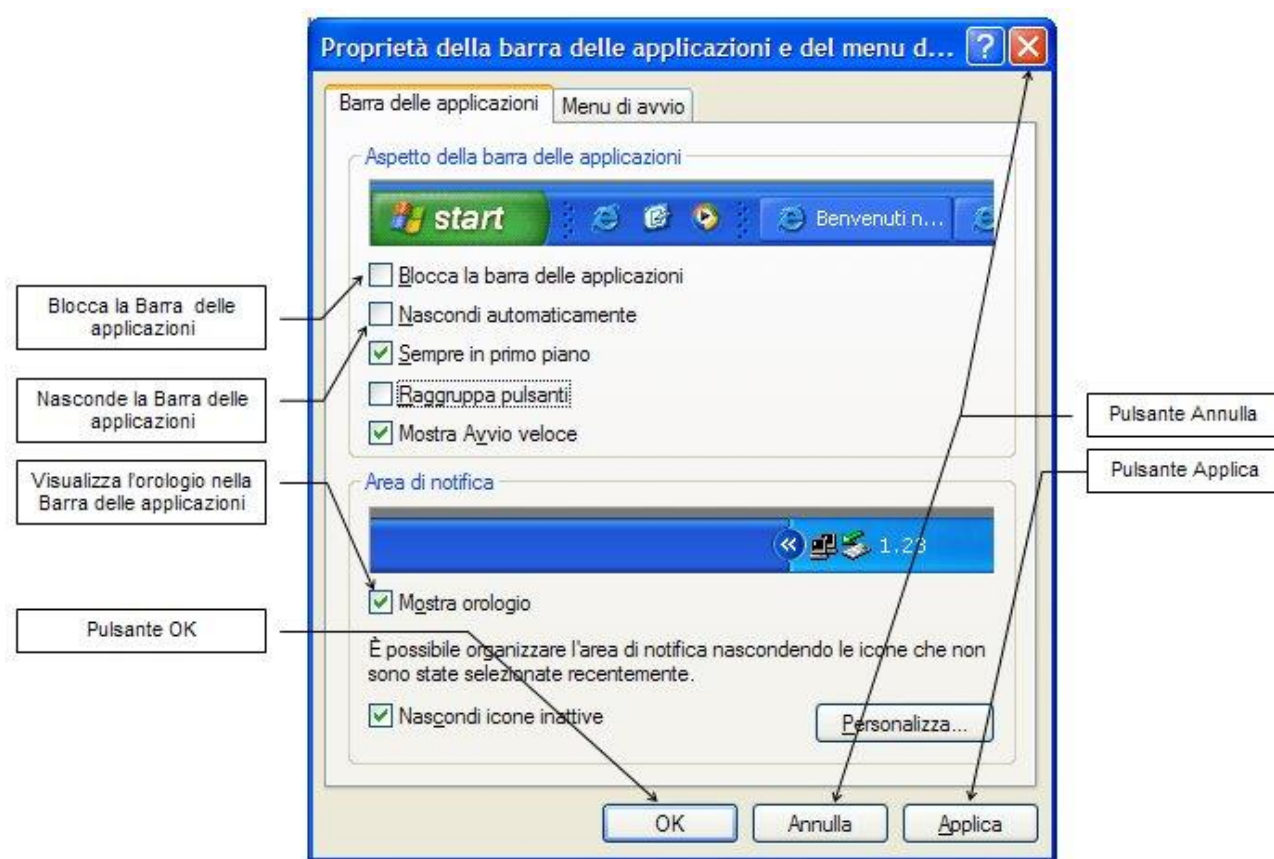 Proprietà della barra delle applicazioni e del menu d...
Barra delle applicazioni
Menu di avvio
Aspetto della barra delle applicazioni
start
Benvenuti n...
Blocca la barra delle applicazioni
Nascondi automaticamente
Sempre in primo piano
Raggruppa pulsanti
Mostra Avvio veloce
Area di notifica
1.23
Mostra orologio
È possibile organizzare l'area di notifica nascondendo le icone che non
sono state selezionate recentemente.
Nascondi icone inattive
Personalizza...
OK
Annulla
Applica
Blocca la Barra delle
applicazioni
Nasconde la Barra delle
applicazioni
Visualizza l'orologio nella
Barra delle applicazioni
Pulsante OK
Pulsante Annulla
Pulsante Applica